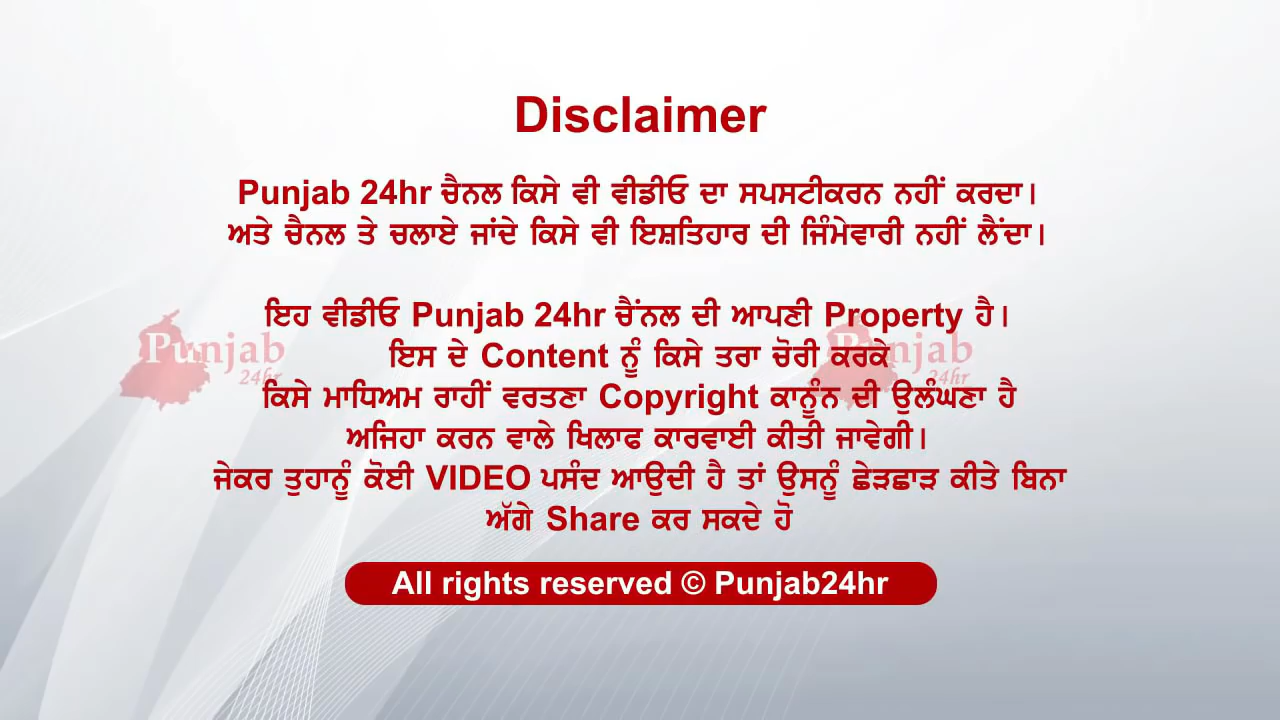 Disclaimer
Punjab 24hr ਚੈਨਲ ਕਿਸੇ ਵੀ ਵੀਡੀਓ ਦਾ ਸਪਸਟੀਕਰਨ ਨਹੀਂ ਕਰਦਾ।
ਅਤੇ ਚੈਨਲ ਤੇ ਚਲਾਏ ਜਾਂਦੇ ਕਿਸੇ ਵੀ ਇਸ਼ਤਿਹਾਰ ਦੀ ਜਿੰਮੇਵਾਰੀ ਨਹੀਂ ਲੈਂਦਾ।
ਇਹ ਵੀਡੀਓ Punjab 24hr ਚੈਂਨਲ ਦੀ ਆਪਣੀ Property ਹੈ।
Punjab 24hr
Punjab 24hr
ਇਸ ਦੇ Content ਨੂੰ ਕਿਸੇ ਤਰਾ ਚੋਰੀ ਕਰਕੇ
ਕਿਸੇ ਮਾਧਿਅਮ ਰਾਹੀਂ ਵਰਤਣਾ Copyright ਕਾਨੂੰਨ ਦੀ ਉਲੰਘਣਾ ਹੈ
ਅਜਿਹਾ ਕਰਨ ਵਾਲੇ ਖਿਲਾਫ ਕਾਰਵਾਈ ਕੀਤੀ ਜਾਵੇਗੀ।
ਜੇਕਰ ਤੁਹਾਨੂੰ ਕੋਈ VIDEO ਪਸੰਦ ਆਉਦੀ ਹੈ ਤਾਂ ਉਸਨੂੰ ਛੇੜਛਾੜ ਕੀਤੇ ਬਿਨਾ
ਅੱਗੇ Share ਕਰ ਸਕਦੇ ਹੋ
All rights reserved © Punjab24hr